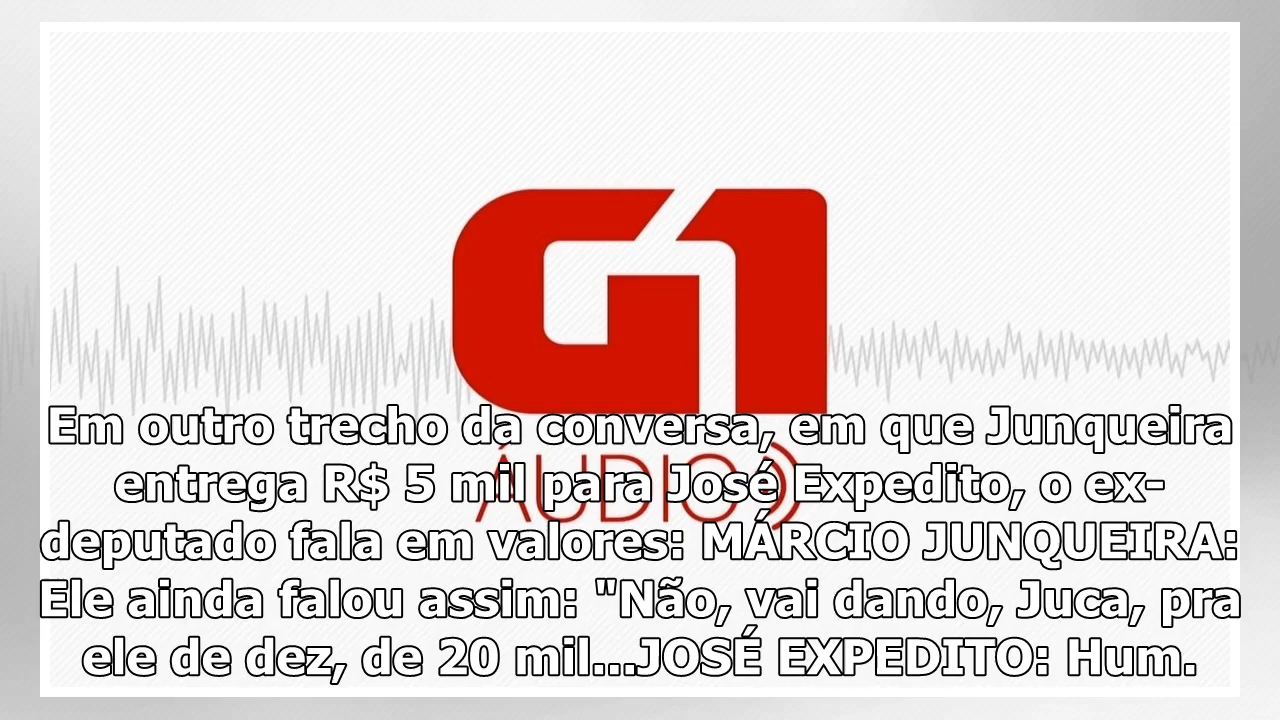 G1
ÁUDIO
Em outro trecho da conversa, em que Junqueira
entrega R$ 5 mil para José Expedito, o ex-
deputado fala em valores: MÁRCIO JUNQUEIRA:
Ele ainda falou assim: "Não, vai dando, Juca, pra
ele de dez, de 20 mil...JOSÉ EXPEDITO: Hum.